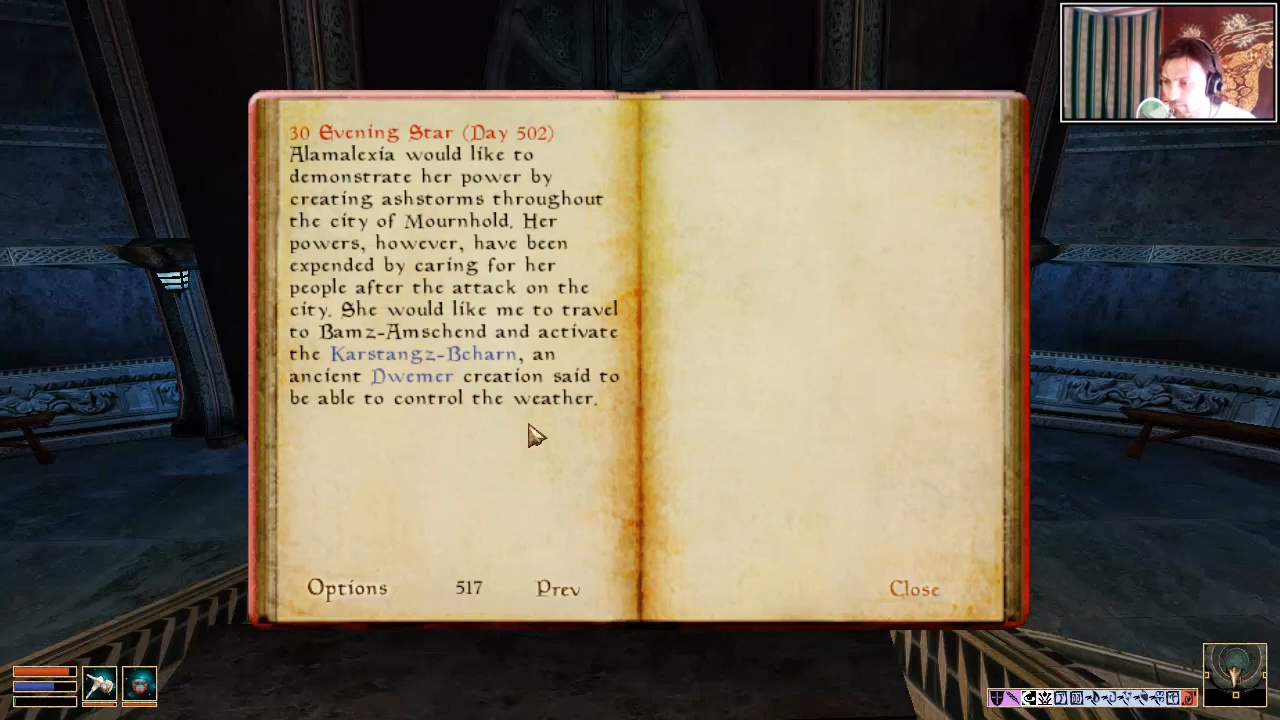 30 Evening Star (Day 502)
Alamalexia would like to
demonstrate her power by
creating ashstorms throughout
the city of Mournhold. Her
powers, however, have been
expended by caring for her
people after the attack on the
city. She would like me to travel
to Bamz-Amschend and activate
the Karstangz-Bcharn, an
ancient Dwemer creation said to
be able to control the weather.
Options 517 Prev
Close